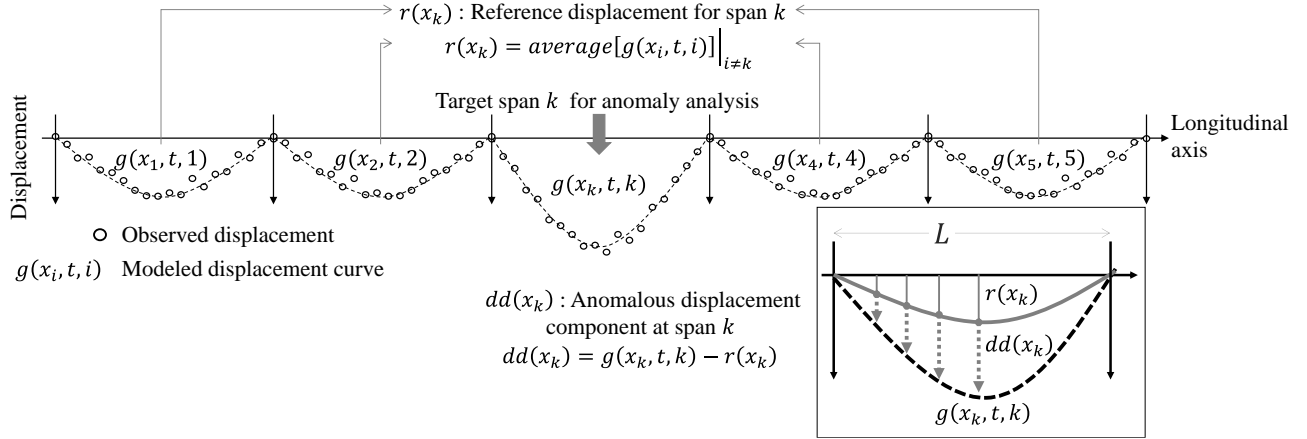 r(x_k) : Reference displacement for span k
r(x_k) = average[g(x_i, t, i)]|_{i≠k}
Target span k for anomaly analysis
Displacement
Longitudinal
axis
g(x_1, t, 1)
g(x_2, t, 2)
g(x_k, t, k)
g(x_4, t, 4)
g(x_5, t, 5)
Observed displacement
g(x_i, t, i) Modeled displacement curve
dd(x_k) : Anomalous displacement
component at span k
dd(x_k) = g(x_k, t, k) − r(x_k)
L
r(x_k)
dd(x_k)
g(x_k, t, k)